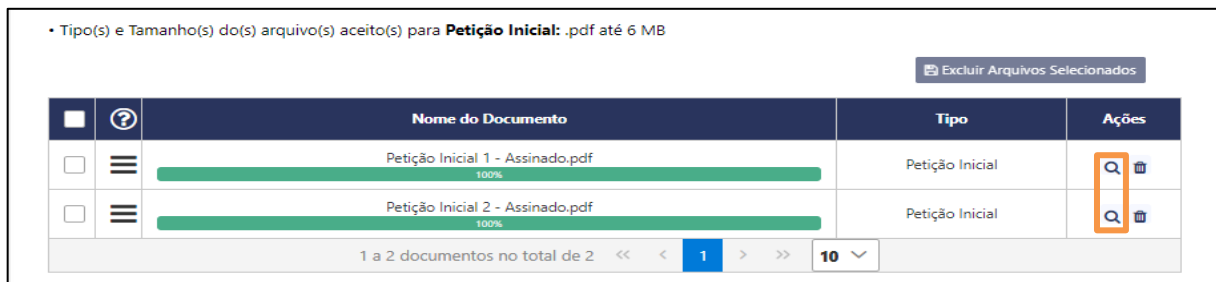 • Tipo(s) e Tamanho(s) do(s) arquivo(s) aceito(s) para Petição Inicial: .pdf até 6 MB
Excluir Arquivos Selecionados
Nome do Documento Tipo Ações
Petição Inicial 1 - Assinado.pdf Petição Inicial
100%
Petição Inicial 2 - Assinado.pdf Petição Inicial
100%
1 a 2 documentos no total de 2 << < 1 > >> 10